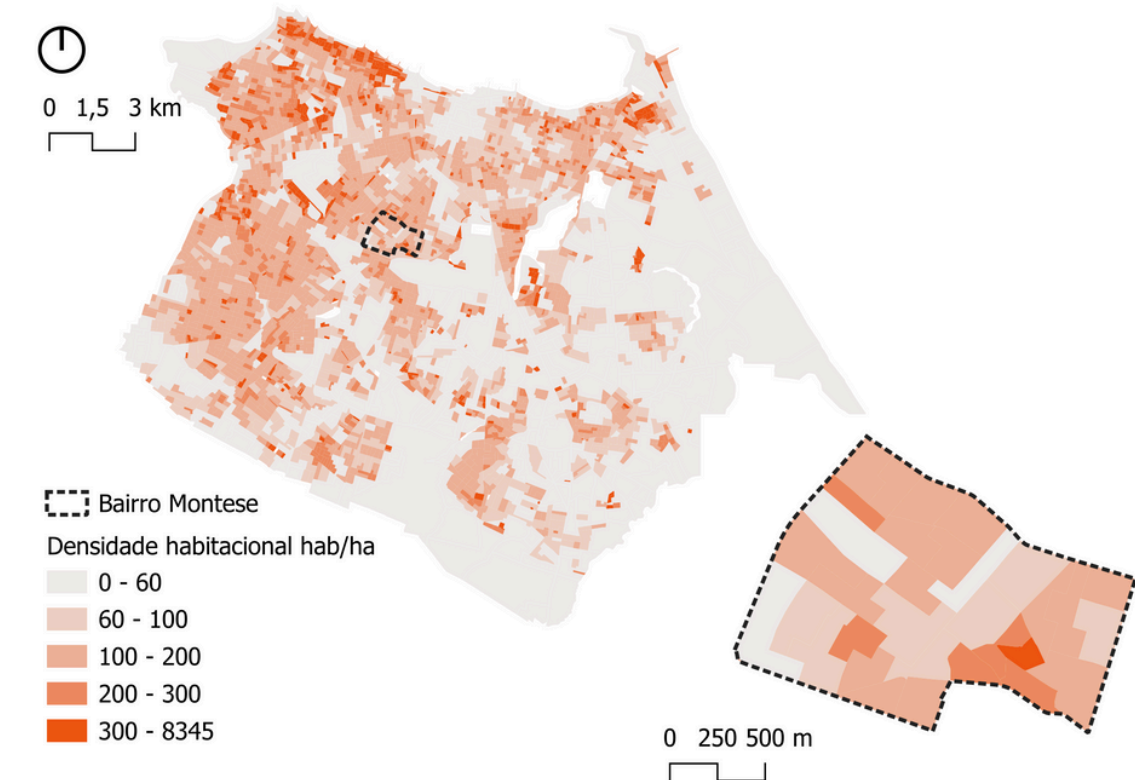 0 1,5 3 km
Bairro Montese
Densidade habitacional hab/ha
0 - 60
60 - 100
100 - 200
200 - 300
300 - 8345
0 250 500 m